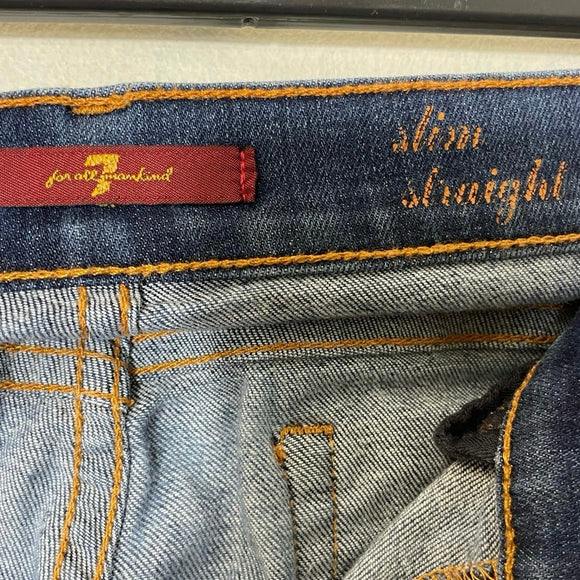 7
for all mankind
slim
straight